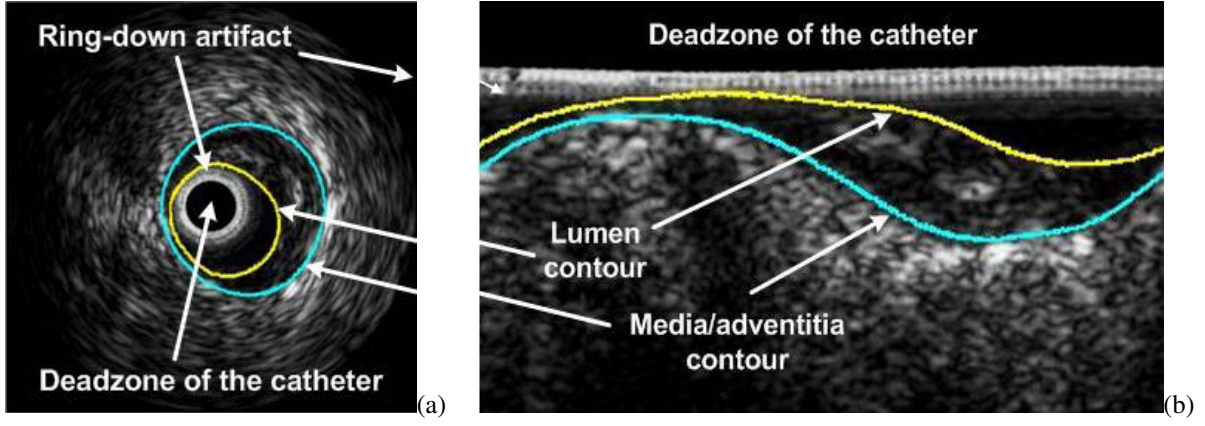 Ring-down artifact
Deadzone of the catheter
(a)
Deadzone of the catheter
Lumen
contour
Media/adventitia
contour
(b)